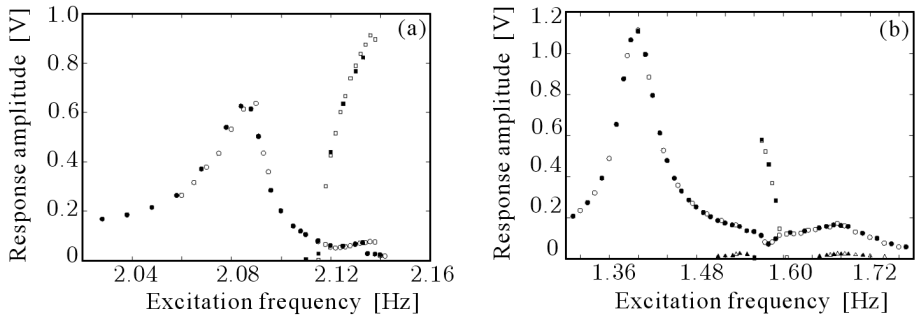 (a)
Response amplitude [V]
1.0
0.8
0.6
0.4
0.2
0
2.04 2.08 2.12 2.16
Excitation frequency [Hz]
(b)
Response amplitude [V]
1.2
1.0
0.8
0.6
0.4
0.2
0
1.36 1.48 1.60 1.72
Excitation frequency [Hz]